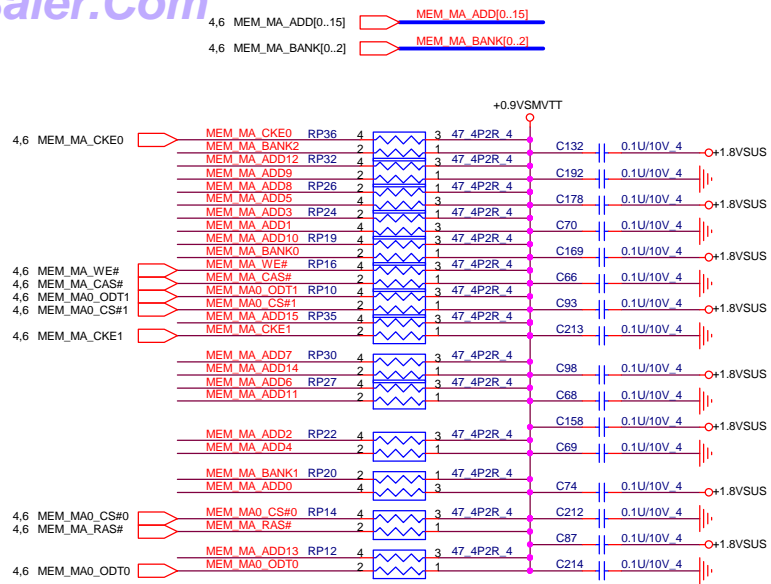 saler.Com
4,6 MEM_MA_ADD[0..15] MEM_MA_ADD[0..15]
4,6 MEM_MA_BANK[0..2] MEM_MA_BANK[0..2]
+0.9VSMVTT
4,6 MEM_MA_CKE0 MEM_MA_CKE0 RP36 4 3 47_4P2R_4
MEM_MA_BANK2 2 1 C132 0.1U/10V_4 +1.8VSUS
MEM_MA_ADD12 RP32 4 3 47_4P2R_4
MEM_MA_ADD9 2 1 C192 0.1U/10V_4
MEM_MA_ADD8 RP26 2 1 47_4P2R_4
MEM_MA_ADD5 4 3 C178 0.1U/10V_4 +1.8VSUS
MEM_MA_ADD3 RP24 2 1 47_4P2R_4
MEM_MA_ADD1 4 3 C70 0.1U/10V_4
MEM_MA_ADD10 RP19 4 3 47_4P2R_4
MEM_MA_BANK0 2 1 C169 0.1U/10V_4 +1.8VSUS
4,6 MEM_MA_WE# MEM_MA_WE# RP16 4 3 47_4P2R_4
4,6 MEM_MA_CAS# MEM_MA_CAS# 2 1 C66 0.1U/10V_4
4,6 MEM_MA0_ODT1 MEM_MA0_ODT1 RP10 4 3 47_4P2R_4
4,6 MEM_MA0_CS#1 MEM_MA0_CS#1 2 1 C93 0.1U/10V_4 +1.8VSUS
MEM_MA_ADD15 RP35 4 3 47_4P2R_4
4,6 MEM_MA_CKE1 MEM_MA_CKE1 2 1 C213 0.1U/10V_4
MEM_MA_ADD7 RP30 4 3 47_4P2R_4
MEM_MA_ADD14 2 1 C98 0.1U/10V_4 +1.8VSUS
MEM_MA_ADD6 RP27 4 3 47_4P2R_4
MEM_MA_ADD11 2 1 C68 0.1U/10V_4
C158 0.1U/10V_4 +1.8VSUS
MEM_MA_ADD2 RP22 4 3 47_4P2R_4
MEM_MA_ADD4 2 1 C69 0.1U/10V_4
MEM_MA_BANK1 RP20 2 1 47_4P2R_4
MEM_MA_ADD0 4 3 C74 0.1U/10V_4 +1.8VSUS
4,6 MEM_MA0_CS#0 MEM_MA0_CS#0 RP14 4 3 47_4P2R_4 C212 0.1U/10V_4
4,6 MEM_MA_RAS# MEM_MA_RAS# 2 1
C87 0.1U/10V_4 +1.8VSUS
MEM_MA_ADD13 RP12 4 3 47_4P2R_4
4,6 MEM_MA0_ODT0 MEM_MA0_ODT0 2 1 C214 0.1U/10V_4